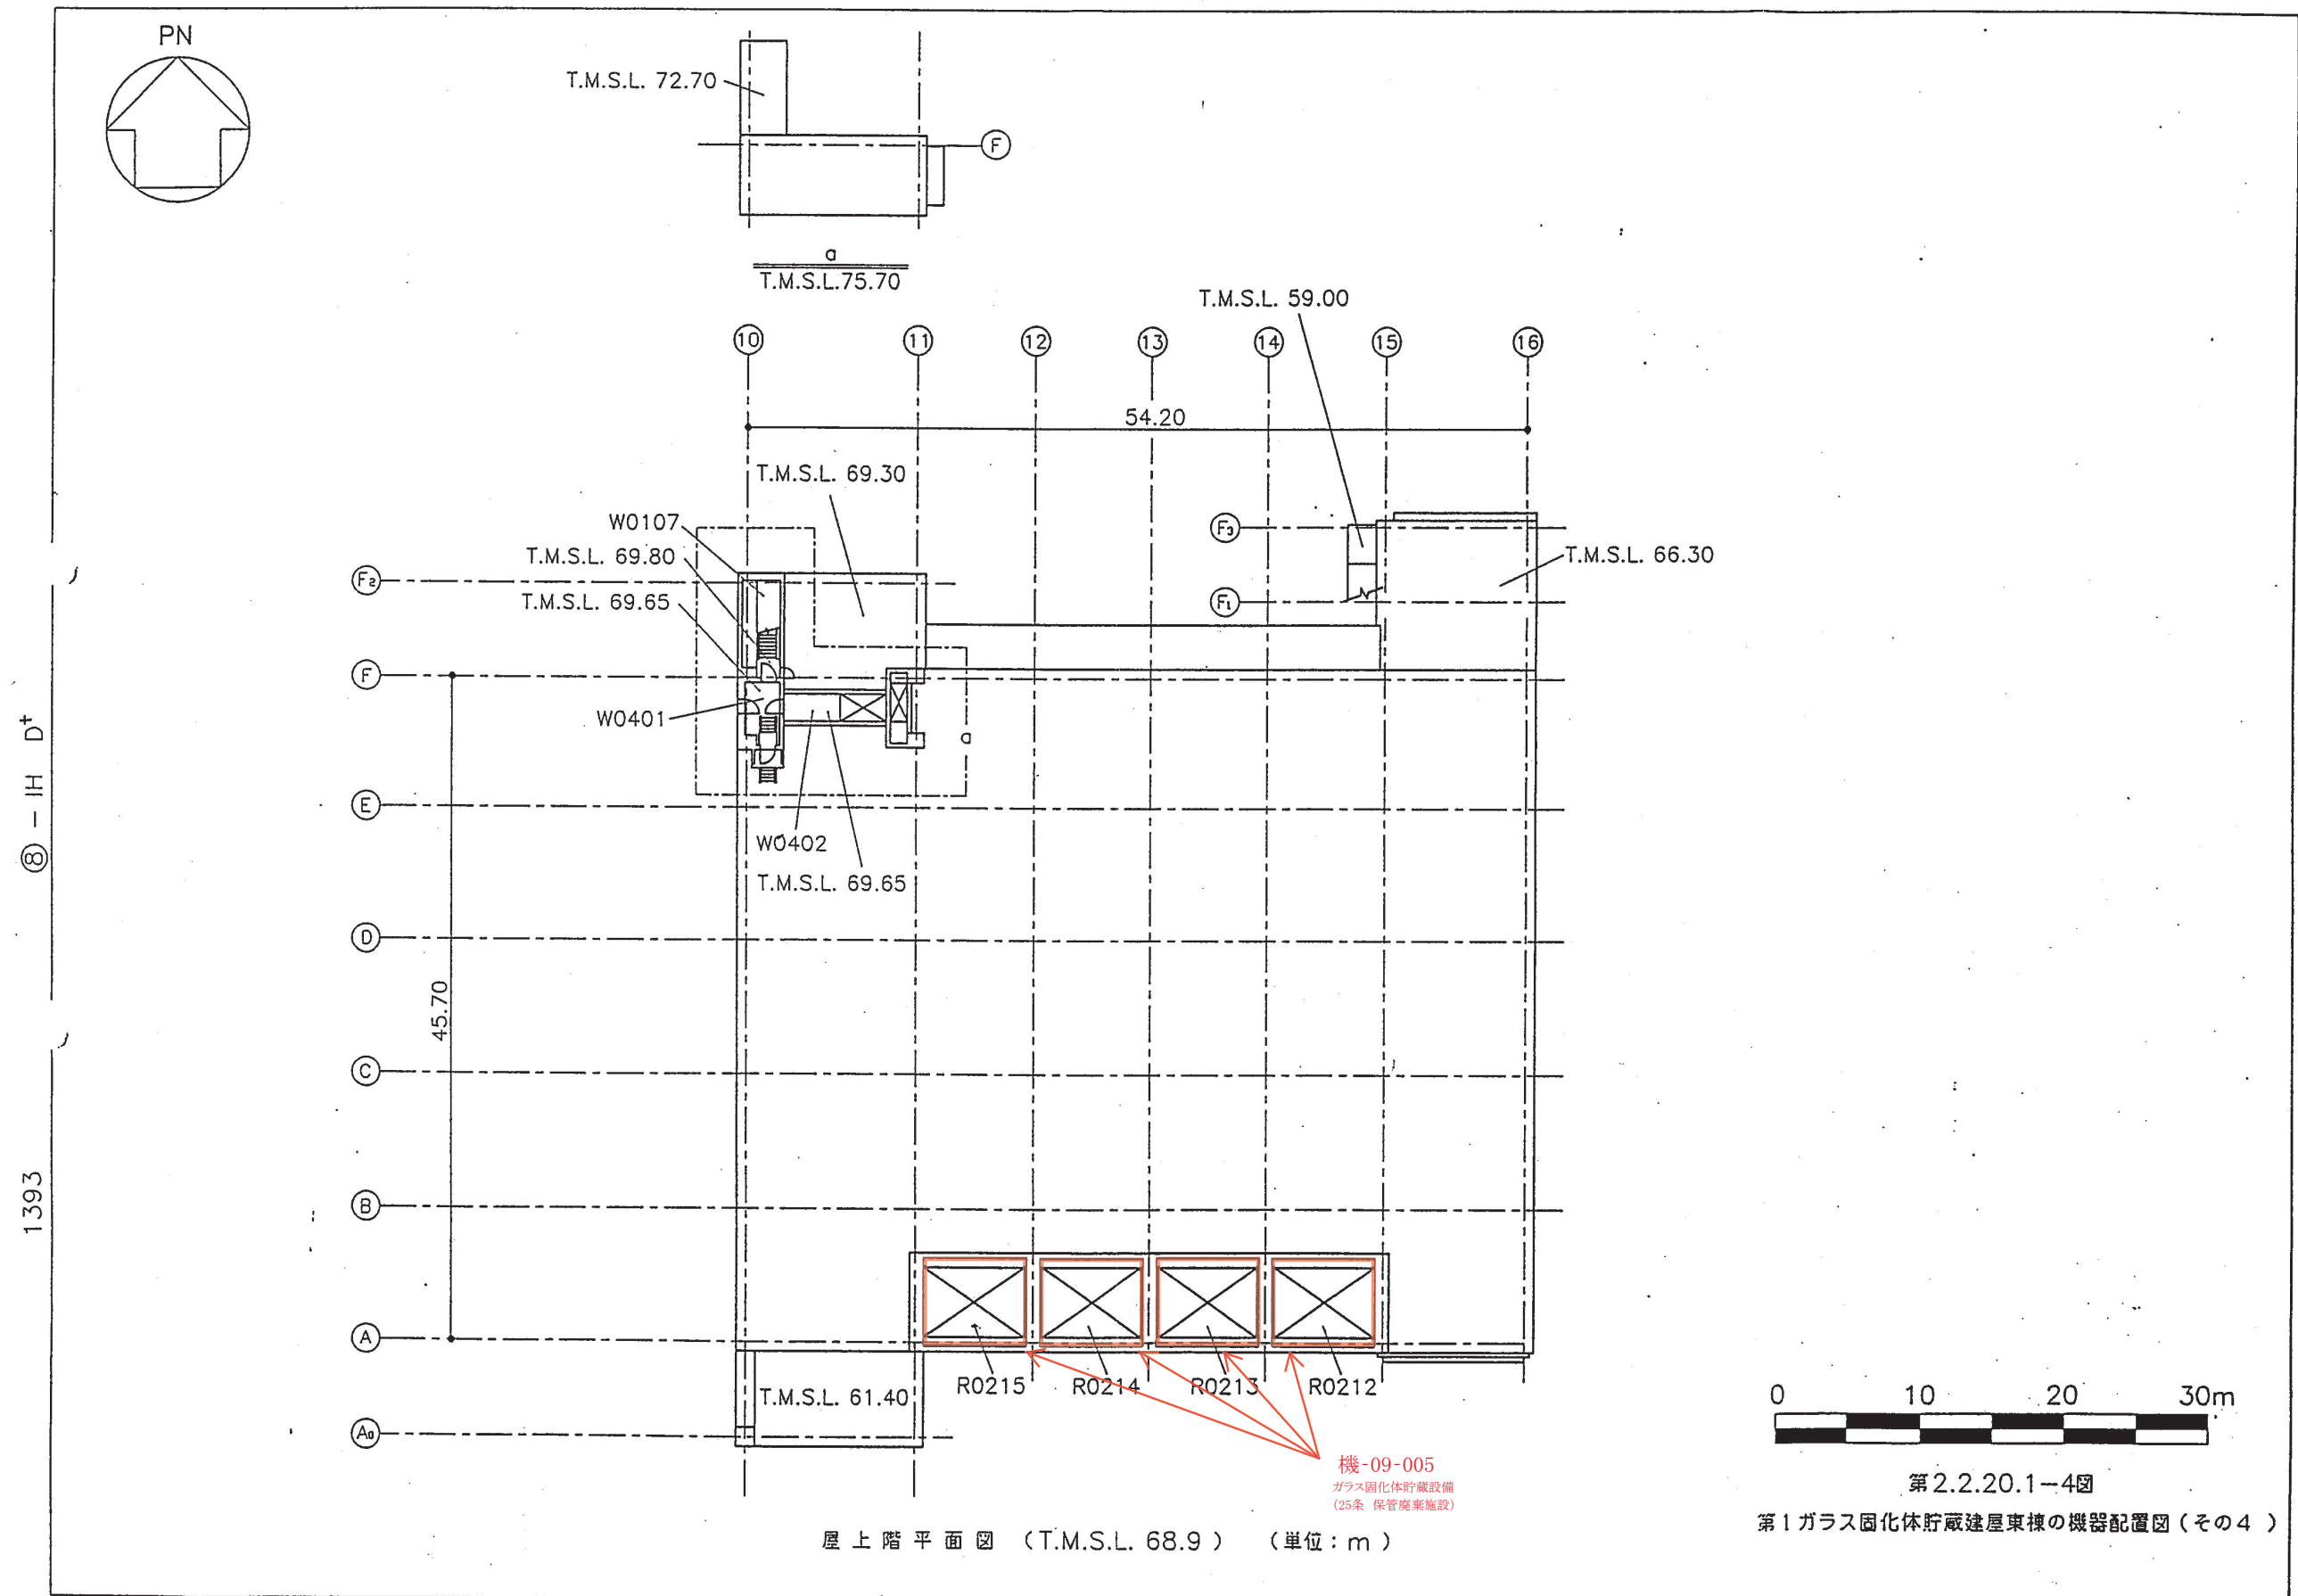 PN
T.M.S.L. 72.70
F
a
T.M.S.L.75.70
T.M.S.L. 59.00
10 11 12 13 14 15 16
54.20
T.M.S.L. 69.30
W0107
T.M.S.L. 69.80
T.M.S.L. 69.65
F3
T.M.S.L. 66.30
F2
F1
F
W0401
a
E
W0402
T.M.S.L. 69.65
D
45.70
C
B
A
R0215 R0214 R0213 R0212
T.M.S.L. 61.40
A0
機-09-005
ガラス固化体貯蔵設備
(25条 保管廃棄施設)
0 10 20 30m
第2.2.20.1-4図
第1ガラス固化体貯蔵建屋東棟の機器配置図(その4)
屋上階平面図 (T.M.S.L. 68.9) (単位:m)
⑧-IH D+
1393